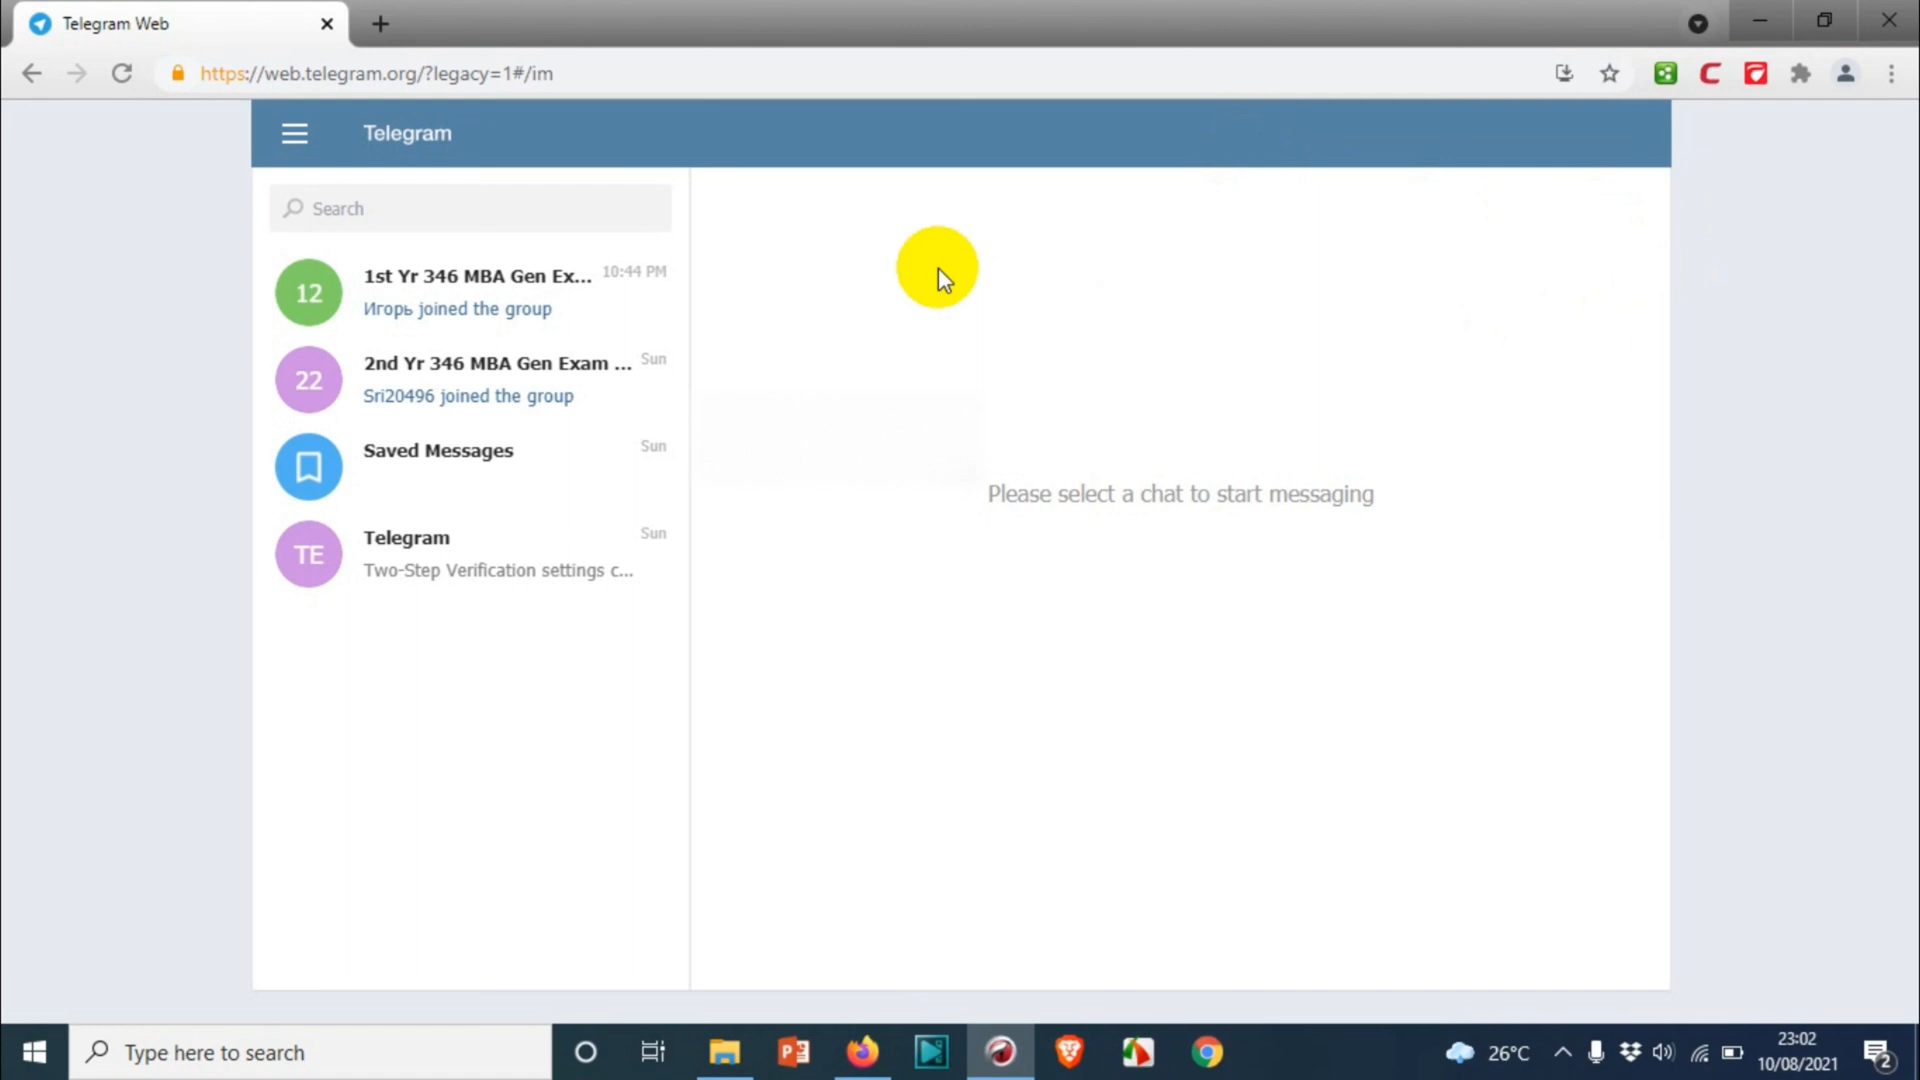 Telegram Web
https://web.telegram.org/?legacy=1#/im
Telegram
Search
12
1st Yr 346 MBA Gen Ex...
10:44 PM
Игорь joined the group
22
2nd Yr 346 MBA Gen Exam ...
Sun
Sri20496 joined the group
Saved Messages
Sun
TE
Telegram
Sun
Two-Step Verification settings c...
Please select a chat to start messaging
Type here to search
26°C
23:02
10/08/2021
2